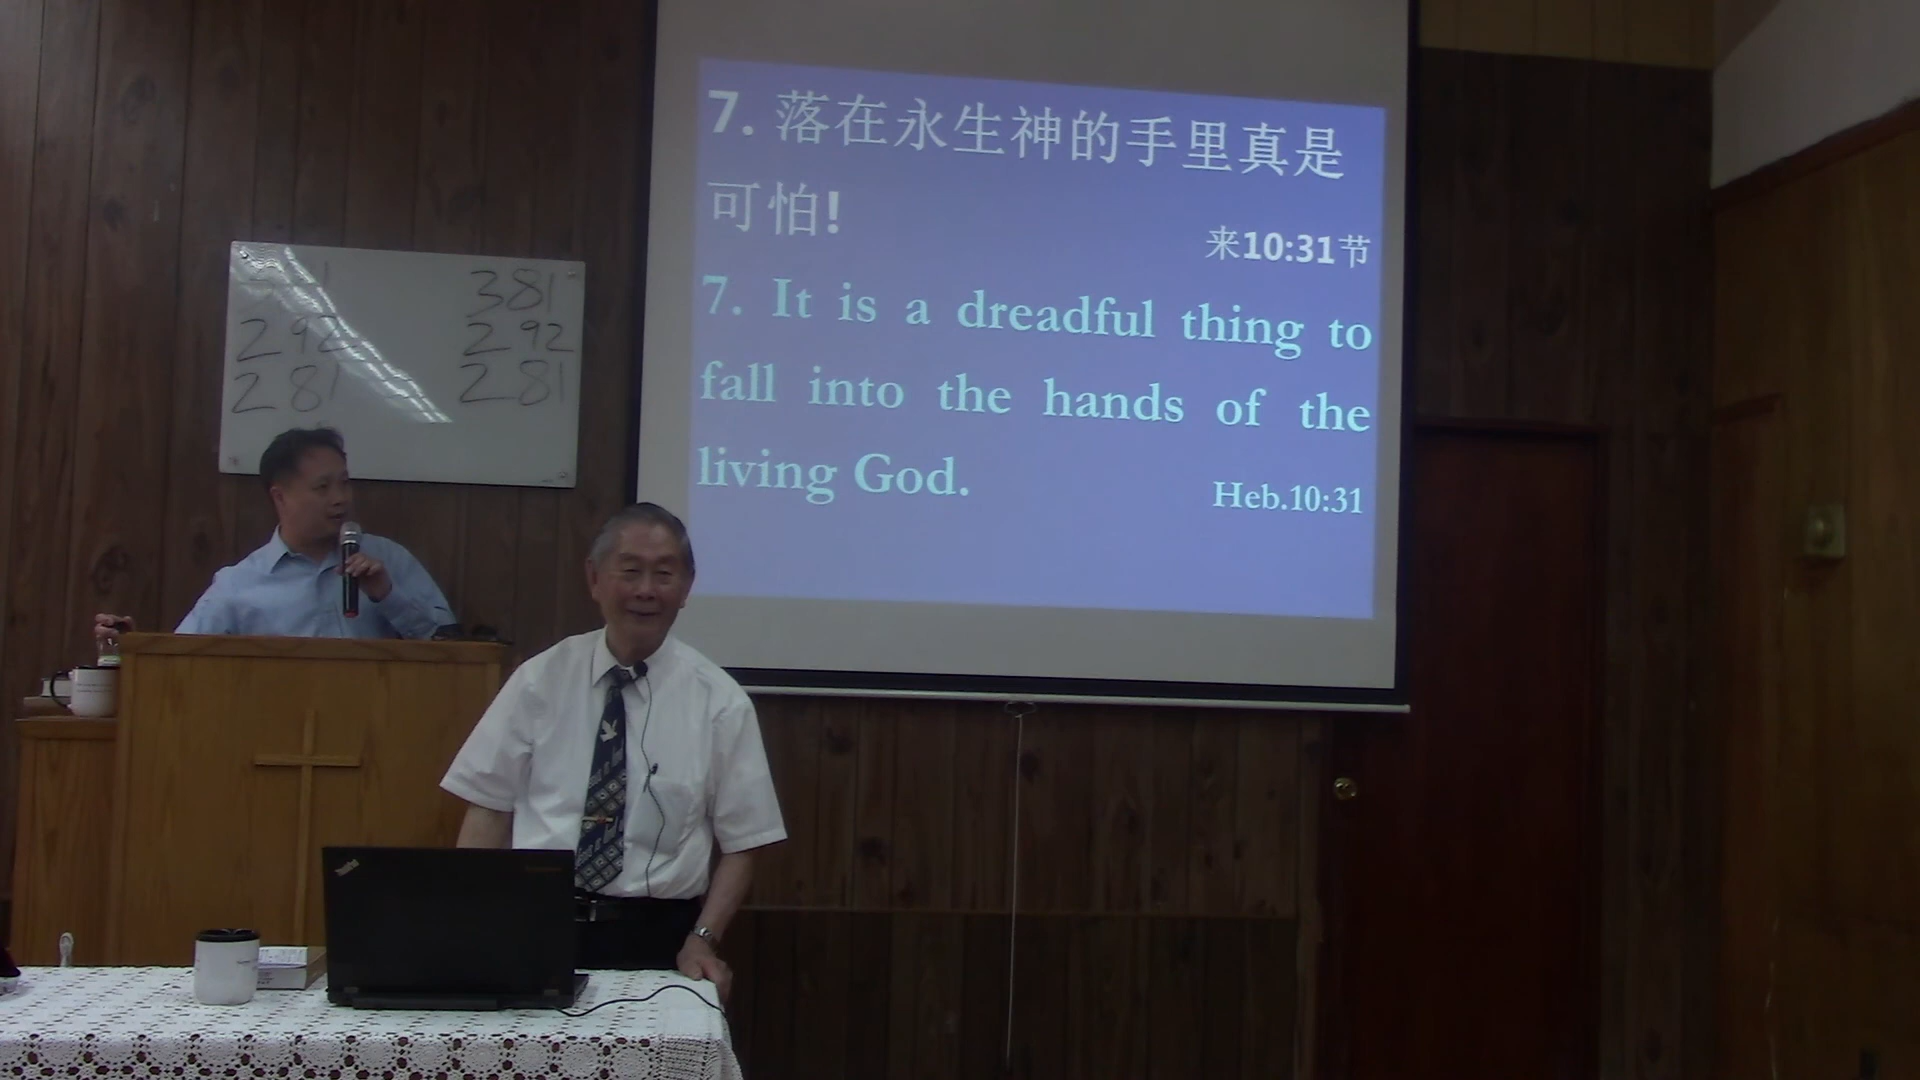 7. 落在永生神的手里真是
可怕!
来10:31节
7. It is a dreadful thing to
fall into the hands of the
living God.
Heb.10:31
381
292
292
281
281
ThinkPad